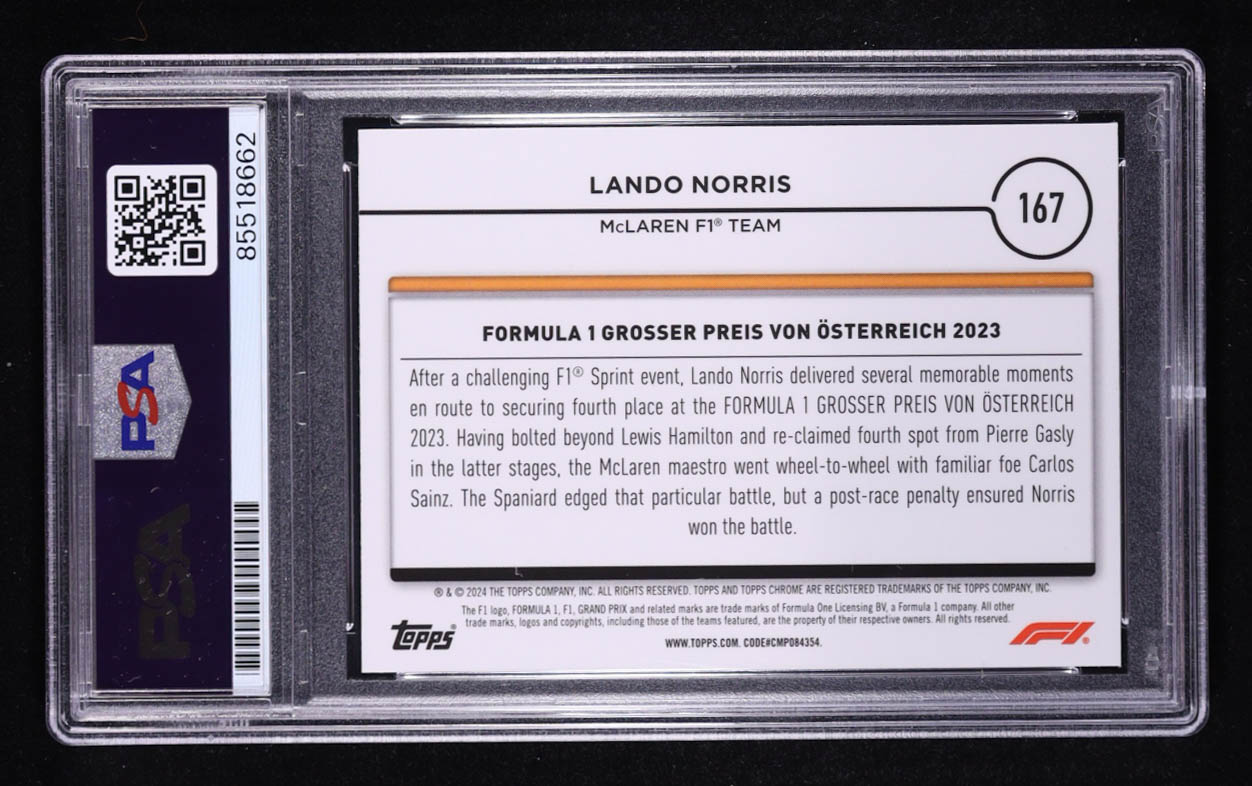 LANDO NORRIS
167
McLAREN F1® TEAM
FORMULA 1 GROSSER PREIS VON ÖSTERREICH 2023
After a challenging F1® Sprint event, Lando Norris delivered several memorable moments
en route to securing fourth place at the FORMULA 1 GROSSER PREIS VON ÖSTERREICH
2023. Having bolted beyond Lewis Hamilton and re-claimed fourth spot from Pierre Gasly
in the latter stages, the McLaren maestro went wheel-to-wheel with familiar foe Carlos
Sainz. The Spaniard edged that particular battle, but a post-race penalty ensured Norris
won the battle.
® & © 2024 THE TOPPS COMPANY, INC. ALL RIGHTS RESERVED. TOPPS AND TOPPS CHROME ARE REGISTERED TRADEMARKS OF THE TOPPS COMPANY, INC.
The F1 logo, FORMULA 1, F1, GRAND PRIX and related marks are trade marks of Formula One Licensing BV, a Formula 1 company. All other
trade marks, logos and copyrights, including those of the teams featured, are the property of their respective owners. All rights reserved.
topps®
WWW.TOPPS.COM. CODE#CMP084354.
F1®
85518662
PSA
PSA